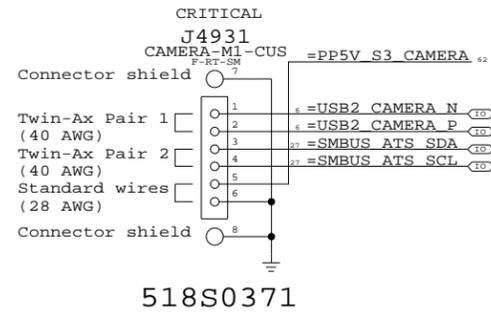 CRITICAL
J4931
CAMERA-M1-CUS
F-RT-SM
=PP5V_S3_CAMERA 62
Connector shield 7
Twin-Ax Pair 1
(40 AWG)
1 6 =USB2_CAMERA_N IO
2 6 =USB2_CAMERA_P IO
Twin-Ax Pair 2
(40 AWG)
3 27 =SMBUS_ATS_SDA IO
4 27 =SMBUS_ATS_SCL IO
Standard wires
(28 AWG)
5
6
Connector shield 8
518S0371